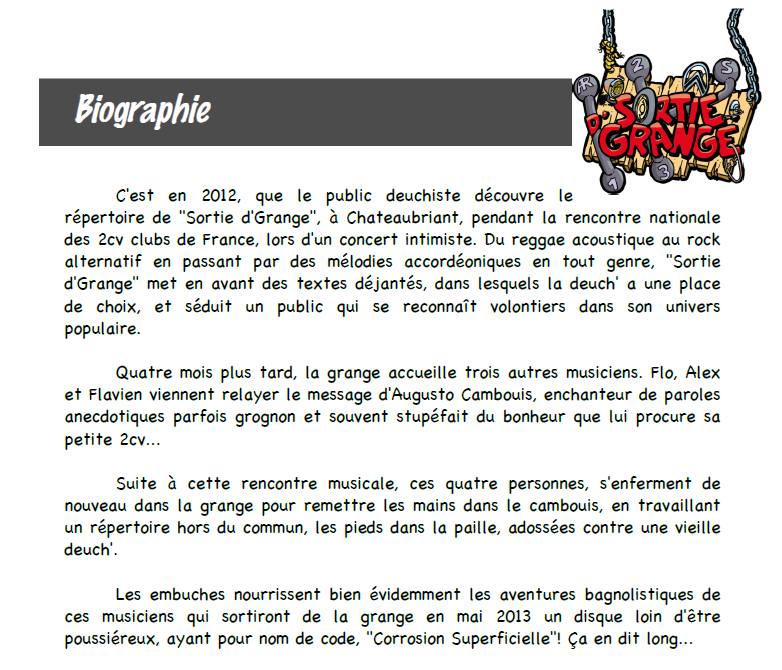 AR 2 S
SORTIE
D'GRANGE
1 3
Biographie
C'est en 2012, que le public deuchiste découvre le
répertoire de "Sortie d'Grange", à Chateaubriant, pendant la rencontre nationale
des 2cv clubs de France, lors d'un concert intimiste. Du reggae acoustique au rock
alternatif en passant par des mélodies accordéoniques en tout genre, "Sortie
d'Grange" met en avant des textes déjantés, dans lesquels la deuch' a une place
de choix, et séduit un public qui se reconnaît volontiers dans son univers
populaire.
Quatre mois plus tard, la grange accueille trois autres musiciens. Flo, Alex
et Flavien viennent relayer le message d'Augusto Cambouis, enchanteur de paroles
anecdotiques parfois grognon et souvent stupéfait du bonheur que lui procure sa
petite 2cv...
Suite à cette rencontre musicale, ces quatre personnes, s'enferment de
nouveau dans la grange pour remettre les mains dans le cambouis, en travaillant
un répertoire hors du commun, les pieds dans la paille, adossées contre une vieille
deuch'.
Les embuches nourrissent bien évidemment les aventures bagnolistiques de
ces musiciens qui sortiront de la grange en mai 2013 un disque loin d'être
poussiéreux, ayant pour nom de code, "Corrosion Superficielle"! Ça en dit long...